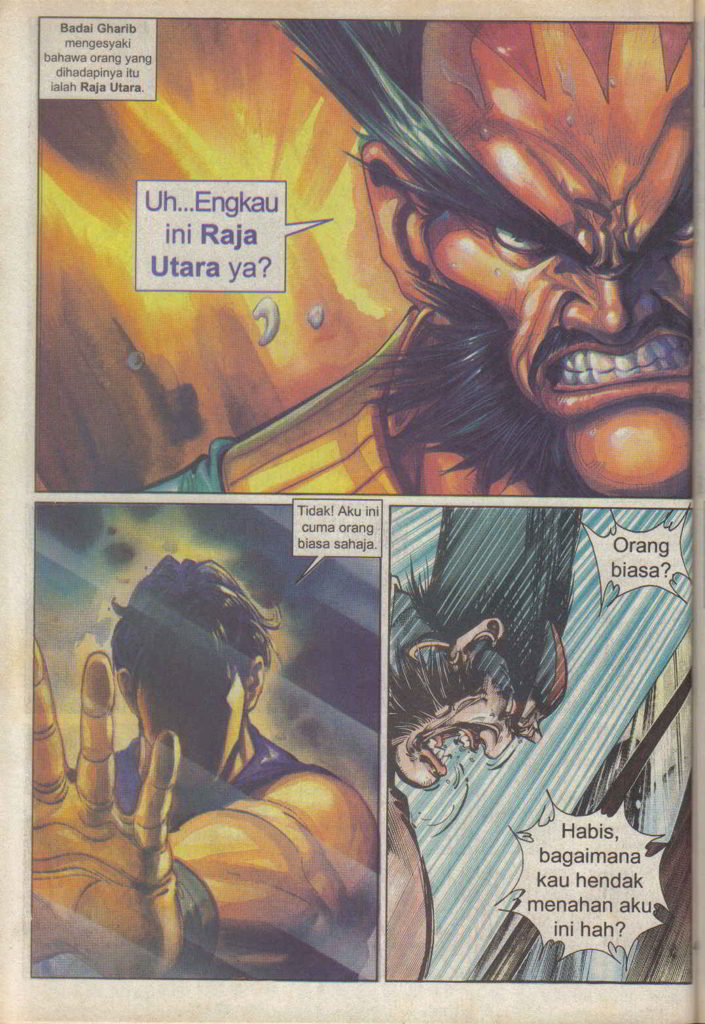 Badai Gharib
mengesyaki
bahawa orang yang
dihadapinya itu
ialah Raja Utara.
Uh...Engkau
ini Raja
Utara ya?
Tidak! Aku ini
cuma orang
biasa sahaja.
Orang
biasa?
Habis,
bagaimana
kau hendak
menahan aku
ini hah?